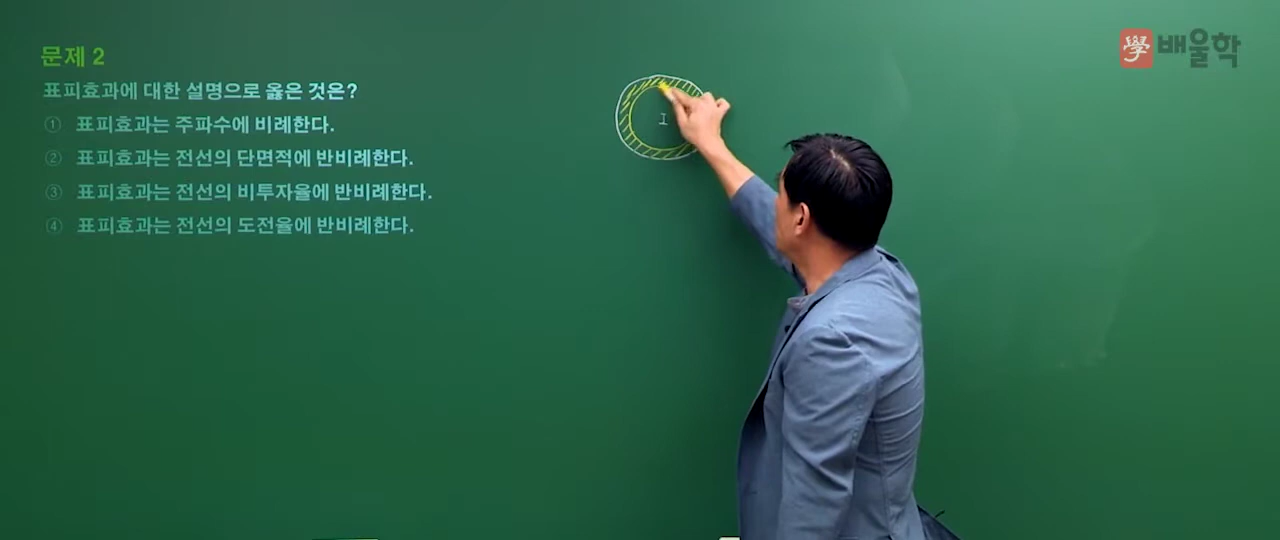 문제 2
표피효과에 대한 설명으로 옳은 것은?
① 표피효과는 주파수에 비례한다.
② 표피효과는 전선의 단면적에 반비례한다.
③ 표피효과는 전선의 비투자율에 반비례한다.
④ 표피효과는 전선의 도전율에 반비례한다.
I
學 배울학